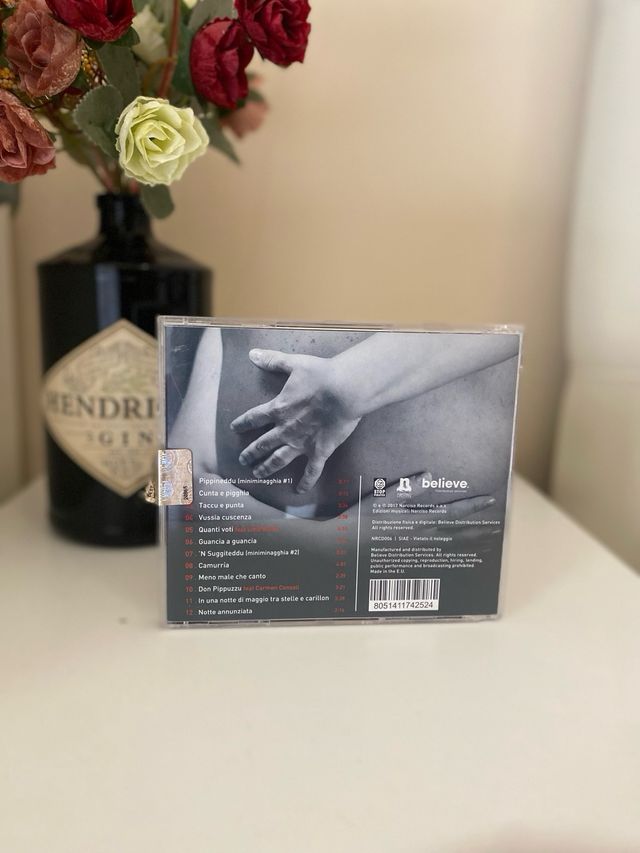 HENDRI
GIN
Pippineddu (miniminagghia #1)
Cunta e pigghia
Taccu e punta
04 Vussia cuscenza
05 Quanti voti
06 Guancia a guancia
07 'N Suggiteddu (miniminagghia #2)
08 Camurria
09 Meno male che canto
10 Don Pippuzzu feat Carmen Consoli
11 In una notte di maggio tra stelle e carillon
12 Notte annunziata
n believe.
℗ © 2017 Narciso Records s.n.c
Edizioni musicali Narciso Records
Distribuzione fisica e digitale: Believe Distribution Services
All rights reserved.
NRCD006 | SIAE - Vietato il noleggio
Manufactured and distributed by
Believe Distribution Services. All rights reserved.
Unauthorized copying, reproduction, hiring, lending,
public performance and broadcasting prohibited.
Made in the E.U.
8051411742524